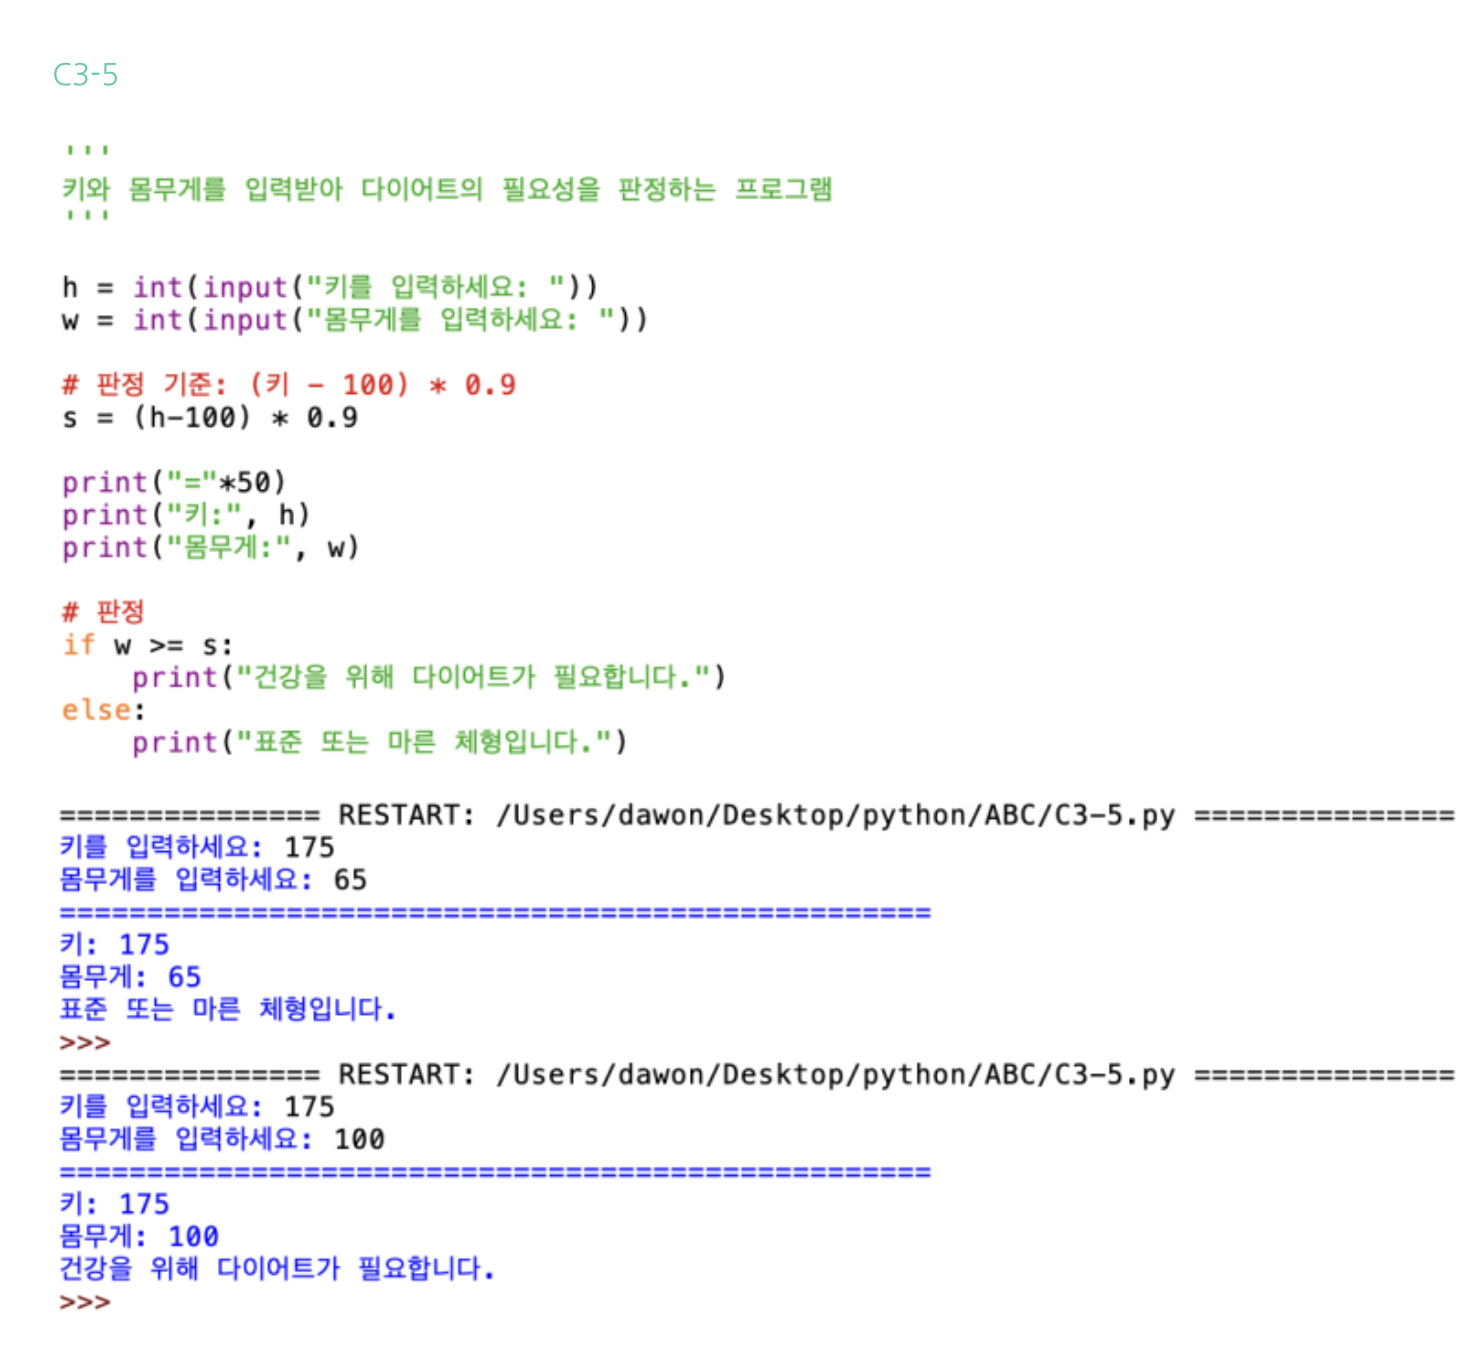 C3-5
'''
키와 몸무게를 입력받아 다이어트의 필요성을 판정하는 프로그램
'''
h = int(input("키를 입력하세요: "))
w = int(input("몸무게를 입력하세요: "))
# 판정 기준: (키 - 100) * 0.9
s = (h-100) * 0.9
print("="*50)
print("키:", h)
print("몸무게:", w)
# 판정
if w >= s:
    print("건강을 위해 다이어트가 필요합니다.")
else:
    print("표준 또는 마른 체형입니다.")
=============== RESTART: /Users/dawon/Desktop/python/ABC/C3-5.py ===============
키를 입력하세요: 175
몸무게를 입력하세요: 65
==================================================
키: 175
몸무게: 65
표준 또는 마른 체형입니다.
>>>
=============== RESTART: /Users/dawon/Desktop/python/ABC/C3-5.py ===============
키를 입력하세요: 175
몸무게를 입력하세요: 100
==================================================
키: 175
몸무게: 100
건강을 위해 다이어트가 필요합니다.
>>>